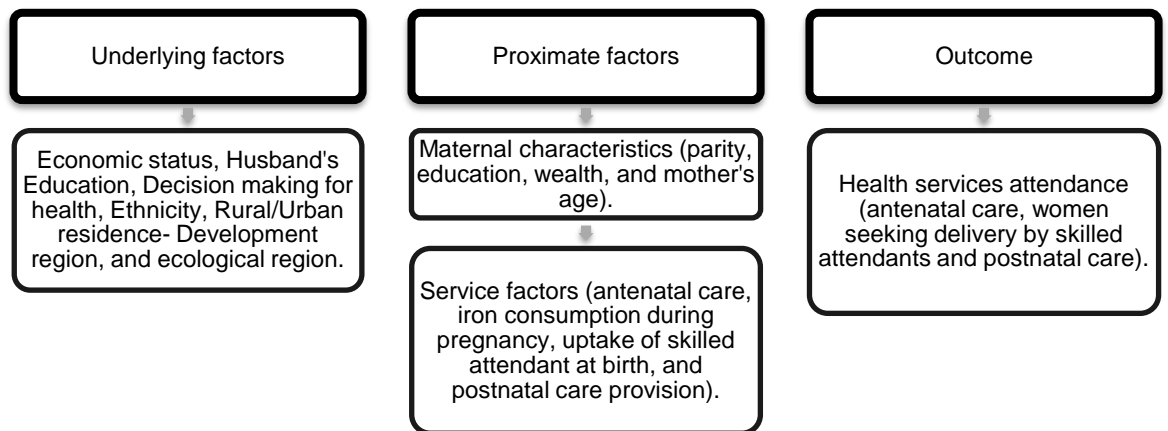 Underlying factors
Economic status, Husband's
Education, Decision making for
health, Ethnicity, Rural/Urban
residence- Development
region, and ecological region.
Proximate factors
Maternal characteristics (parity,
education, wealth, and mother's
age).
Service factors (antenatal care,
iron consumption during
pregnancy, uptake of skilled
attendant at birth, and
postnatal care provision).
Outcome
Health services attendance
(antenatal care, women
seeking delivery by skilled
attendants and postnatal care).